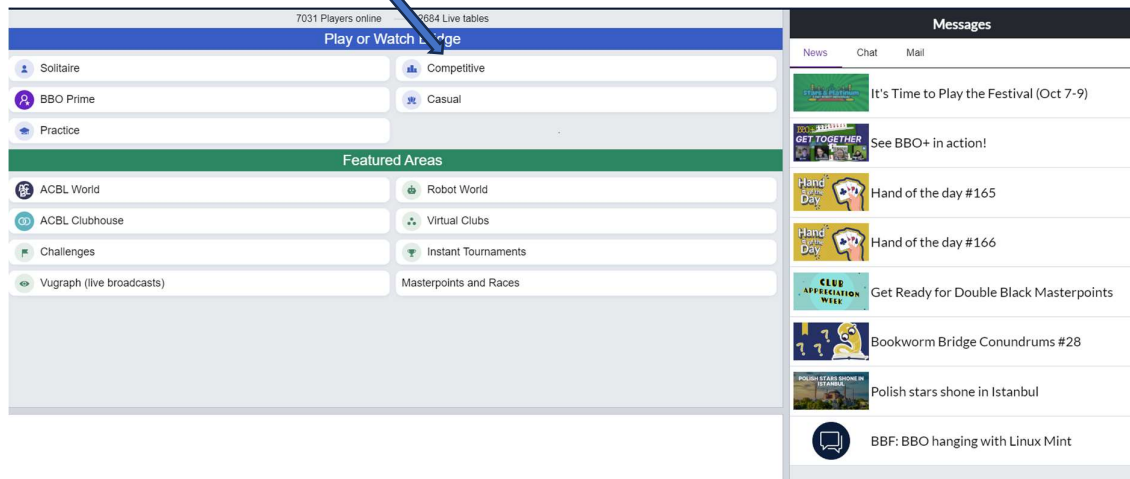 7031 Players online
2684 Live tables
Play or Watch Bridge
Solitaire
Competitive
BBO Prime
Casual
Practice
Featured Areas
ACBL World
Robot World
ACBL Clubhouse
Virtual Clubs
Challenges
Instant Tournaments
Vugraph (live broadcasts)
Masterpoints and Races
Messages
News Chat Mail
It's Time to Play the Festival (Oct 7-9)
GET TOGETHER
See BBO+ in action!
Hand
Day
Hand of the day #165
Hand
Day
Hand of the day #166
CLUB
APPRECIATION
WEEK
Get Ready for Double Black Masterpoints
? ? ?
Bookworm Bridge Conundrums #28
POLISH STARS SHONE IN
ISTANBUL
Polish stars shone in Istanbul
BBF: BBO hanging with Linux Mint